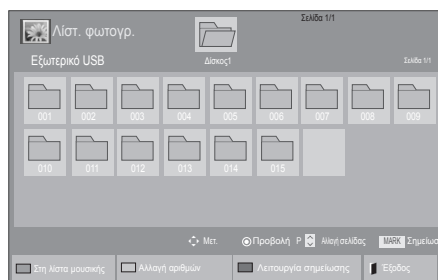 Σελίδα 1/1
Λίστ. φωτογρ.
Εξωτερικό USB
Δίσκος1
Σελίδα 1/1
001 002 003 004 005 006 007 008 009
010 011 012 013 014 015
Μετ. Προβολή P Αλλαγή σελίδας MARK Σημείωσ
Στη λίστα μουσικής Αλλαγή αριθμών Λειτουργία σημείωσης Έξοδος